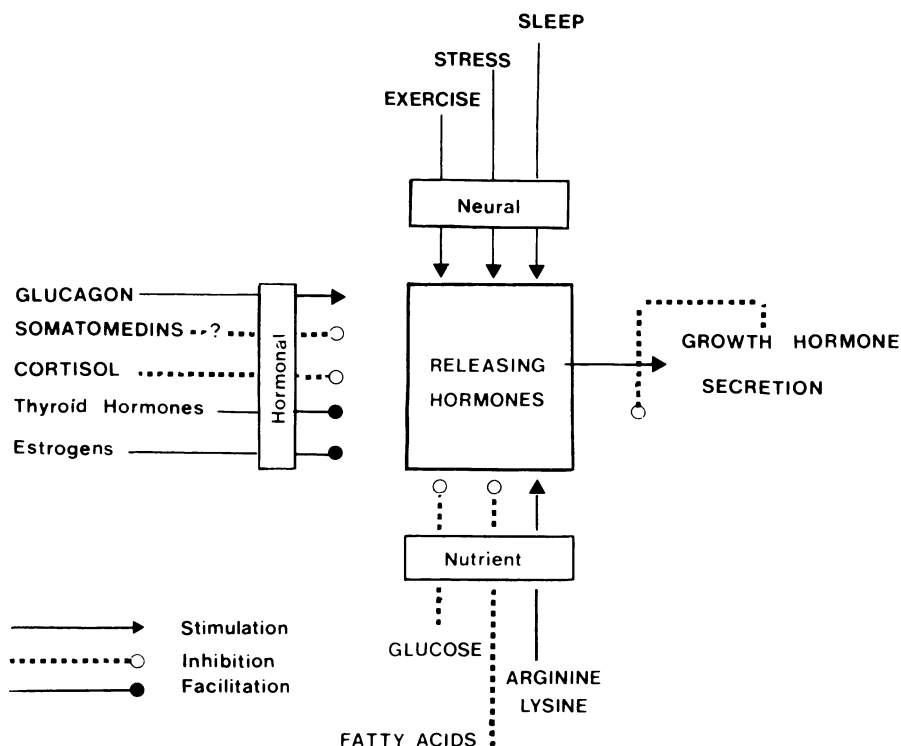 SLEEP
STRESS
EXERCISE
Neural
GLUCAGON
SOMATOMEDINS ?
CORTISOL
Thyroid Hormones
Estrogens
Hormonal
RELEASING
HORMONES
GROWTH HORMONE
SECRETION
Nutrient
GLUCOSE
ARGININE
LYSINE
FATTY ACIDS
Stimulation
Inhibition
Facilitation